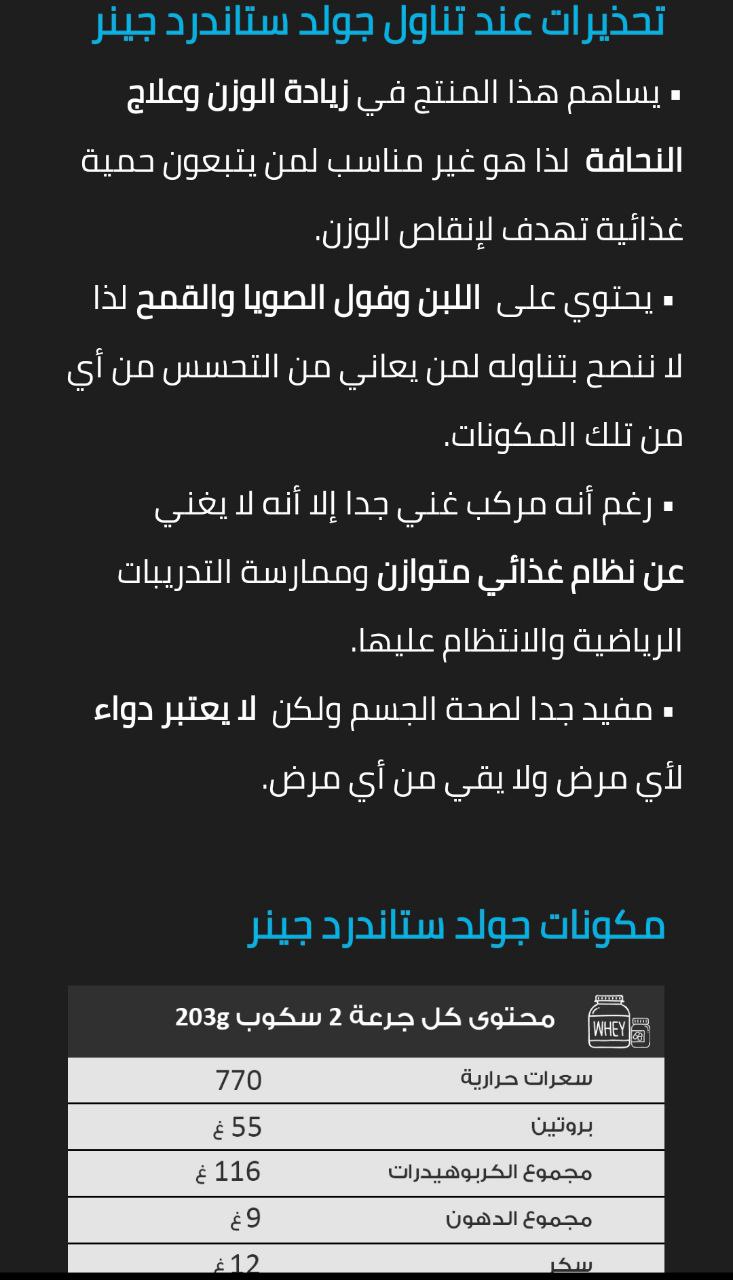 تحذيرات عند تناول جولد ستاندرد جينر
▪ يساهم هذا المنتج في زيادة الوزن وعلاج
النحافة لذا هو غير مناسب لمن يتبعون حمية
غذائية تهدف لإنقاص الوزن.
▪ يحتوي على اللبن وفول الصويا والقمح لذا
لا ننصح بتناوله لمن يعاني من التحسس من أي
من تلك المكونات.
▪ رغم أنه مركب غني جدا إلا أنه لا يغني
عن نظام غذائي متوازن وممارسة التدريبات
الرياضية والانتظام عليها.
▪ مفيد جدا لصحة الجسم ولكن لا يعتبر دواء
لأي مرض ولا يقي من أي مرض.
مكونات جولد ستاندرد جينر
WHEY محتوى كل جرعة 2 سكوب 203g
سعرات حرارية 770
بروتين 55 غ
مجموع الكربوهيدرات 116 غ
مجموع الدهون 9 غ
سكر 12 غ